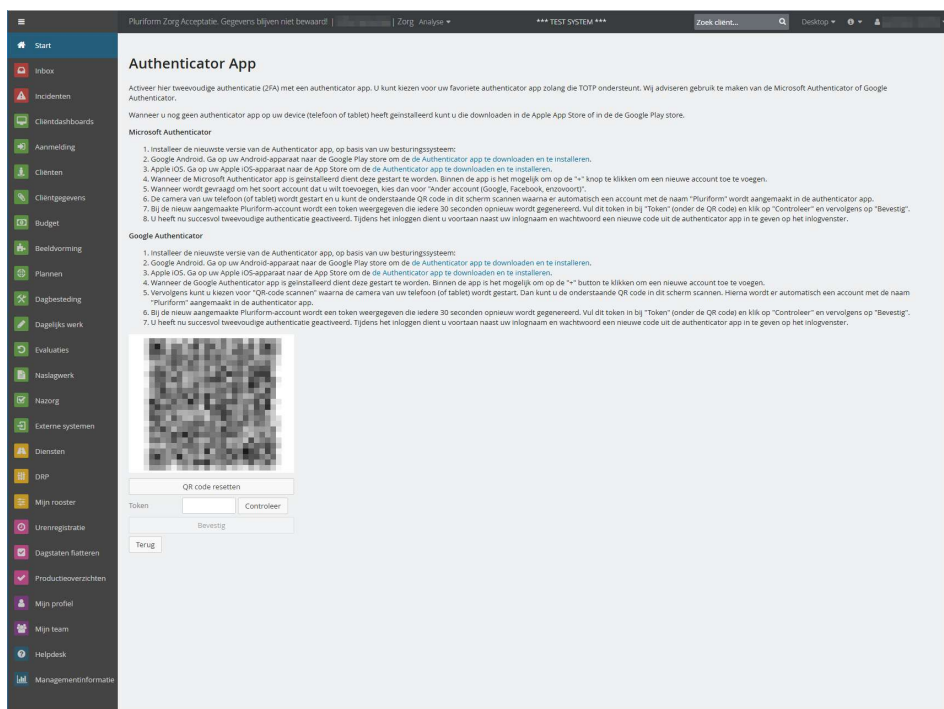 Pluriform Zorg Acceptatie. Gegevens blijven niet bewaard! | | Zorg Analyse
*** TEST SYSTEM ***
Zoek client...
Desktop
Start
Inbox
Incidenten
Cliëntdashboards
Aanmelding
Cliënten
Cliëntgegevens
Budget
Beeldvorming
Plannen
Dagbesteding
Dagelijks werk
Evaluaties
Naslagwerk
Nazorg
Externe systemen
Diensten
DRP
Mijn rooster
Urenregistratie
Dagstaten fiatteren
Productieoverzichten
Mijn profiel
Mijn team
Helpdesk
Managementinformatie
Authenticator App
Activeer hier tweevoudige authenticatie (2FA) met een authenticator app. U kunt kiezen voor uw favoriete authenticator app zolang die TOTP ondersteunt. Wij adviseren gebruik te maken van de Microsoft Authenticator of Google
Authenticator.
Wanneer u nog geen authenticator app op uw device (telefoon of tablet) heeft geinstalleerd kunt u die downloaden in de Apple App Store of in de de Google Play store.
Microsoft Authenticator
1. Installeer de nieuwste versie van de Authenticator app, op basis van uw besturingssysteem:
2. Google Android. Ga op uw Android-apparaat naar de Google Play store om de de Authenticator app te downloaden en te installeren.
3. Apple iOS. Ga op uw Apple iOS-apparaat naar de App Store om de de Authenticator app te downloaden en te installeren.
4. Wanneer de Microsoft Authenticator app is geïnstalleerd dient deze gestart te worden. Binnen de app is het mogelijk om op de "+" knop te klikken om een nieuwe account toe te voegen.
5. Wanneer wordt gevraagd om het soort account dat u wilt toevoegen, kies dan voor "Ander account (Google, Facebook, enzovoort)".
6. De camera van uw telefoon (of tablet) wordt gestart en u kunt de onderstaande QR code in dit scherm scannen waarna er automatisch een account met de naam "Pluriform" wordt aangemaakt in de authenticator app.
7. Bij de nieuw aangemaakte Pluriform-account wordt een token weergegeven die iedere 30 seconden opnieuw wordt gegenereerd. Vul dit token in bij "Token" (onder de QR code) en klik op "Controleer" en vervolgens op "Bevestig".
8. U heeft nu succesvol tweevoudige authenticatie geactiveerd. Tijdens het inloggen dient u voortaan naast uw inlognaam en wachtwoord een nieuwe code uit de authenticator app in te geven op het inlogvenster.
Google Authenticator
1. Installeer de nieuwste versie van de Authenticator app, op basis van uw besturingssysteem:
2. Google Android. Ga op uw Android-apparaat naar de Google Play store om de de Authenticator app te downloaden en te installeren.
3. Apple iOS. Ga op uw Apple iOS-apparaat naar de App Store om de de Authenticator app te downloaden en te installeren.
4. Wanneer de Google Authenticator app is geinstalleerd dient deze gestart te worden. Binnen de app is het mogelijk om op de "+" button te klikken om een nieuwe account toe te voegen.
5. Vervolgens kunt u kiezen voor "QR-code scannen" waarna de camera van uw telefoon (of tablet) wordt gestart. Dan kunt u de onderstaande QR code in dit scherm scannen. Hierna wordt er automatisch een account met de naam
"Pluriform" aangemaakt in de authenticator app.
6. Bij de nieuw aangemaakte Pluriform-account wordt een token weergegeven die iedere 30 seconden opnieuw wordt gegenereerd. Vul dit token in bij "Token" (onder de QR code) en klik op "Controleer" en vervolgens op "Bevestig".
7. U heeft nu succesvol tweevoudige authenticatie geactiveerd. Tijdens het inloggen dient u voortaan naast uw inlognaam en wachtwoord een nieuwe code uit de authenticator app in te geven op het inlogvenster.
QR code resetten
Token
Controleer
Bevestig
Terug